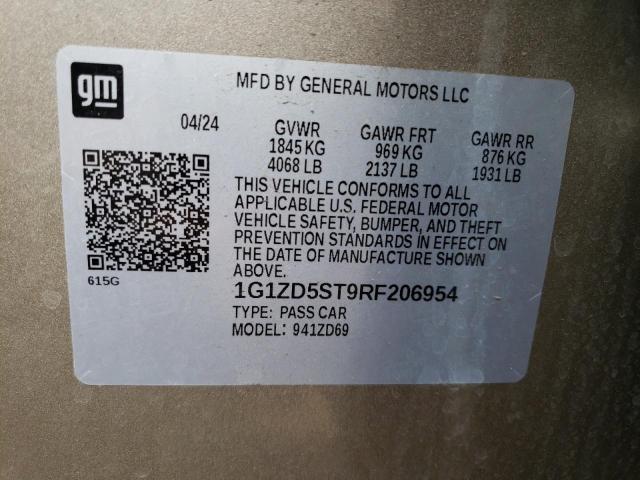 gm
MFD BY GENERAL MOTORS LLC
04/24 GVWR GAWR FRT GAWR RR
1845 KG 969 KG 876 KG
4068 LB 2137 LB 1931 LB
THIS VEHICLE CONFORMS TO ALL
APPLICABLE U.S. FEDERAL MOTOR
VEHICLE SAFETY, BUMPER, AND THEFT
PREVENTION STANDARDS IN EFFECT ON
THE DATE OF MANUFACTURE SHOWN
ABOVE.
615G
1G1ZD5ST9RF206954
TYPE: PASS CAR
MODEL: 941ZD69